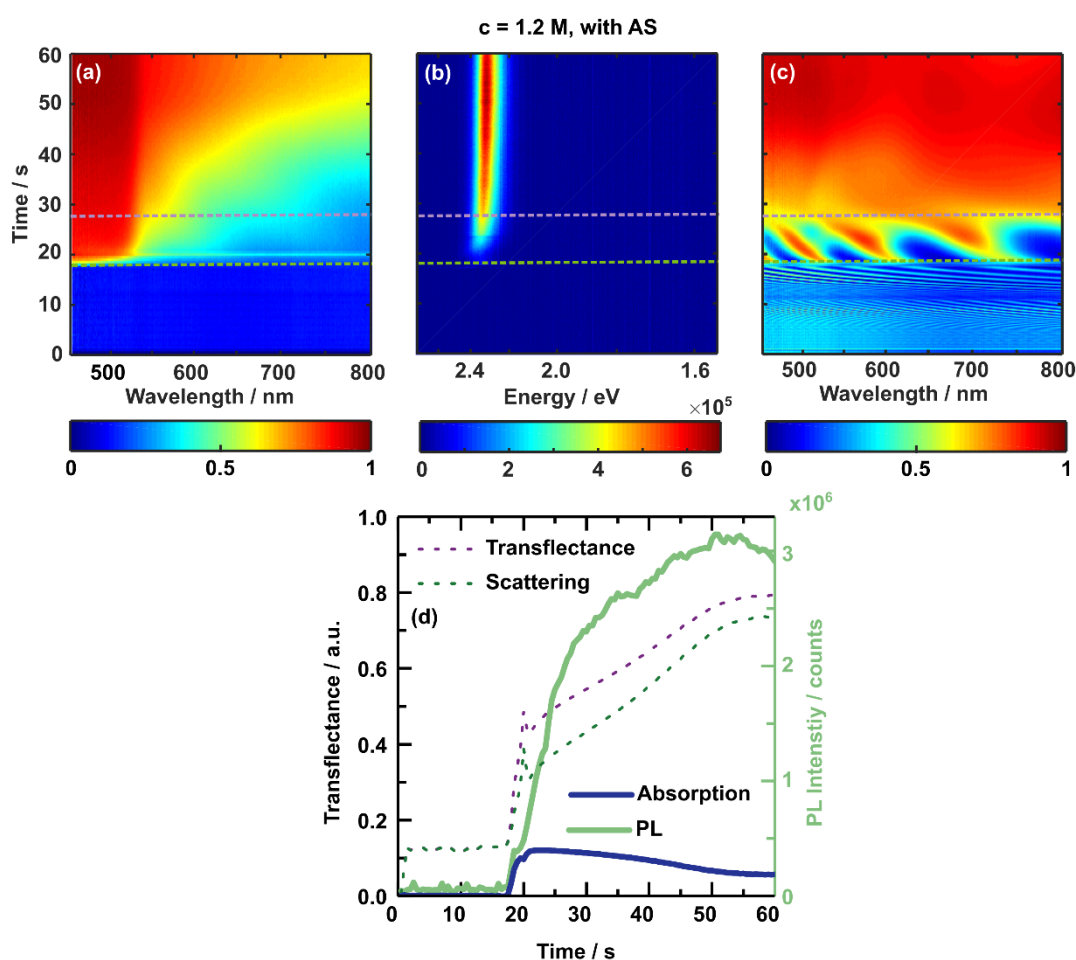 c = 1.2 M, with AS
(a)
(b)
(c)
60
50
40
30
20
10
0
Time / s
500 600 700 800
Wavelength / nm
2.4 2.0 1.6
Energy / eV
500 600 700 800
Wavelength / nm
×10⁵
0 0.5 1
0 2 4 6
0 0.5 1
x10⁶
1.0
0.8
0.6
0.4
0.2
0.0
Transflectance / a.u.
Transflectance
Scattering
(d)
Absorption
PL
3
2
1
0
PL Intenstiy / counts
0 10 20 30 40 50 60
Time / s